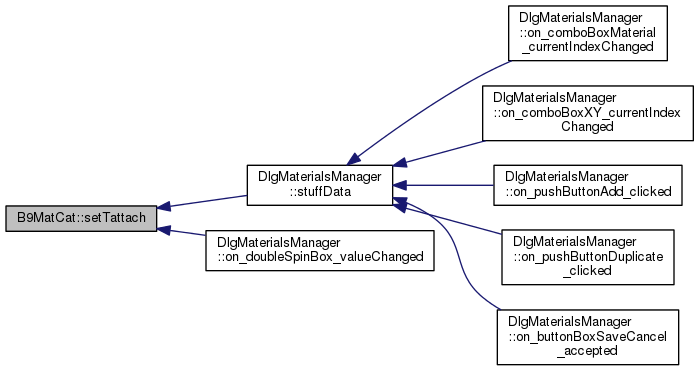 DlgMaterialsManager
::on_comboBoxMaterial
_currentIndexChanged
DlgMaterialsManager
::on_comboBoxXY_currentIndex
Changed
DlgMaterialsManager
::stuffData
DlgMaterialsManager
::on_pushButtonAdd_clicked
B9MatCat::setTattach
DlgMaterialsManager
::on_doubleSpinBox_valueChanged
DlgMaterialsManager
::on_pushButtonDuplicate
_clicked
DlgMaterialsManager
::on_buttonBoxSaveCancel
_accepted